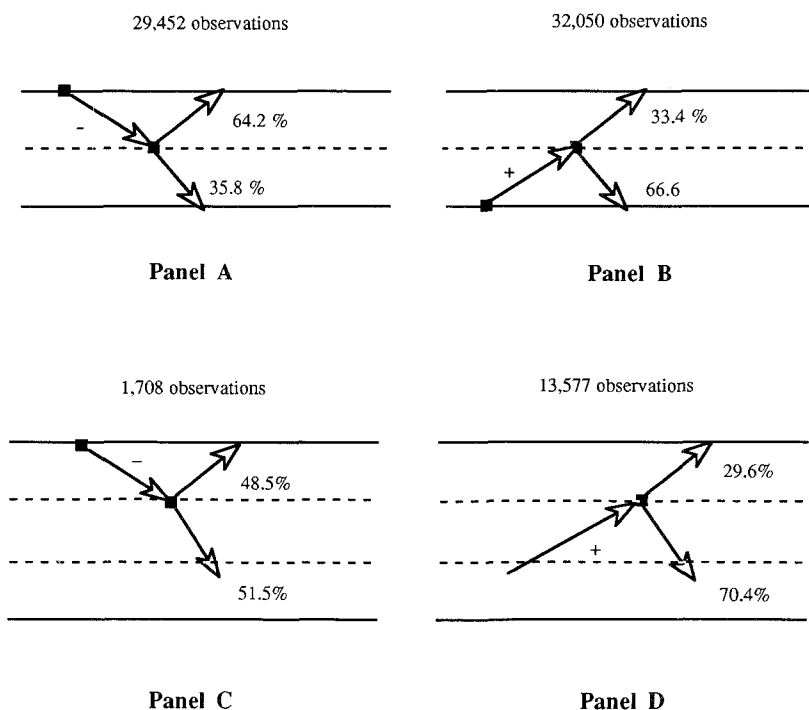 29,452 observations
32,050 observations
-
64.2 %
35.8 %
33.4 %
+
66.6
Panel A
Panel B
1,708 observations
13,577 observations
–
48.5%
51.5%
29.6%
+
70.4%
Panel C
Panel D